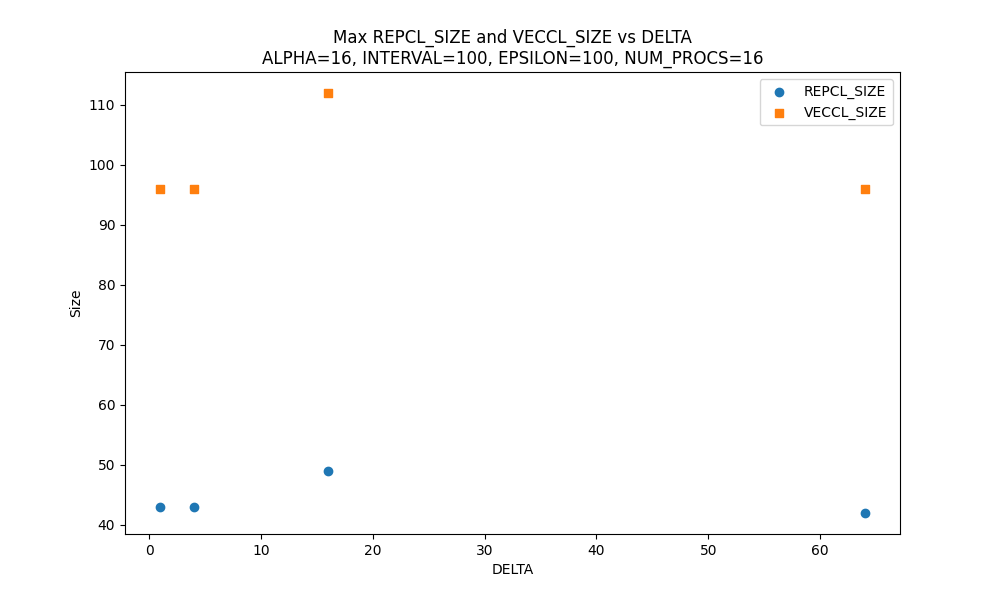 Max REPCL_SIZE and VECCL_SIZE vs DELTA
ALPHA=16, INTERVAL=100, EPSILON=100, NUM_PROCS=16
REPCL_SIZE
VECCL_SIZE
110
100
90
80
70
60
50
40
Size
0 10 20 30 40 50 60
DELTA